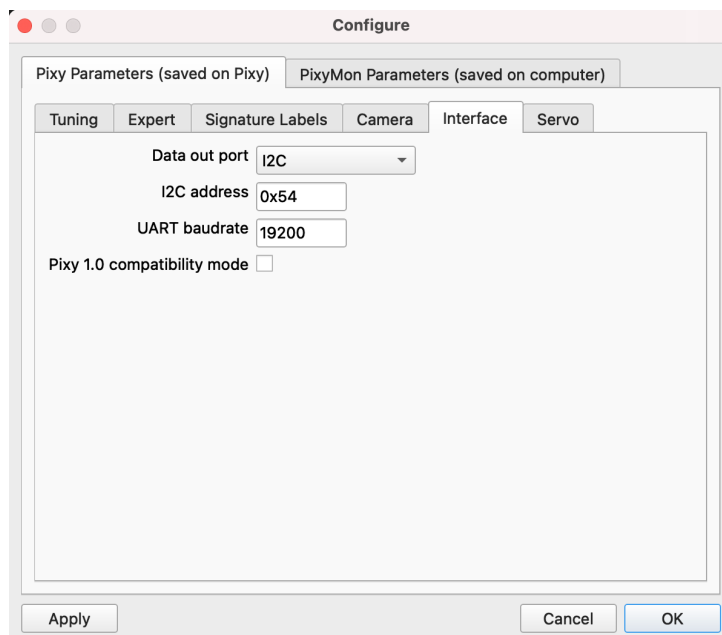 Configure
Pixy Parameters (saved on Pixy) PixyMon Parameters (saved on computer)
Tuning Expert Signature Labels Camera Interface Servo
Data out port I2C
I2C address 0x54
UART baudrate 19200
Pixy 1.0 compatibility mode
Apply Cancel OK